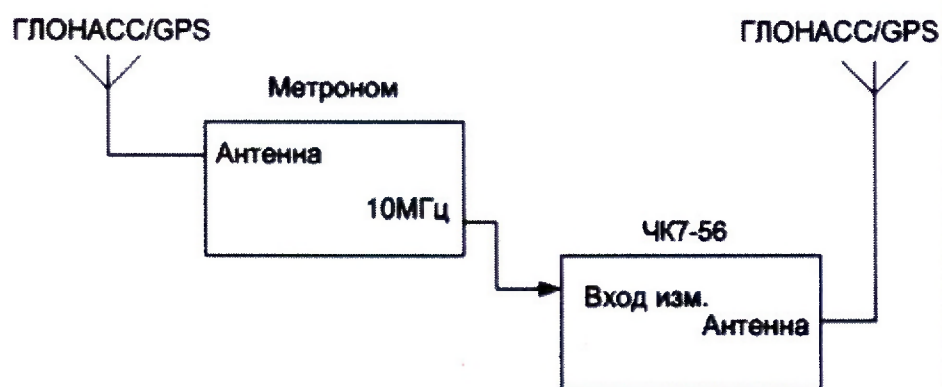 ГЛОНАСС/GPS
ГЛОНАСС/GPS
Метроном
Антенна
10МГц
ЧК7-56
Вход изм.
Антенна